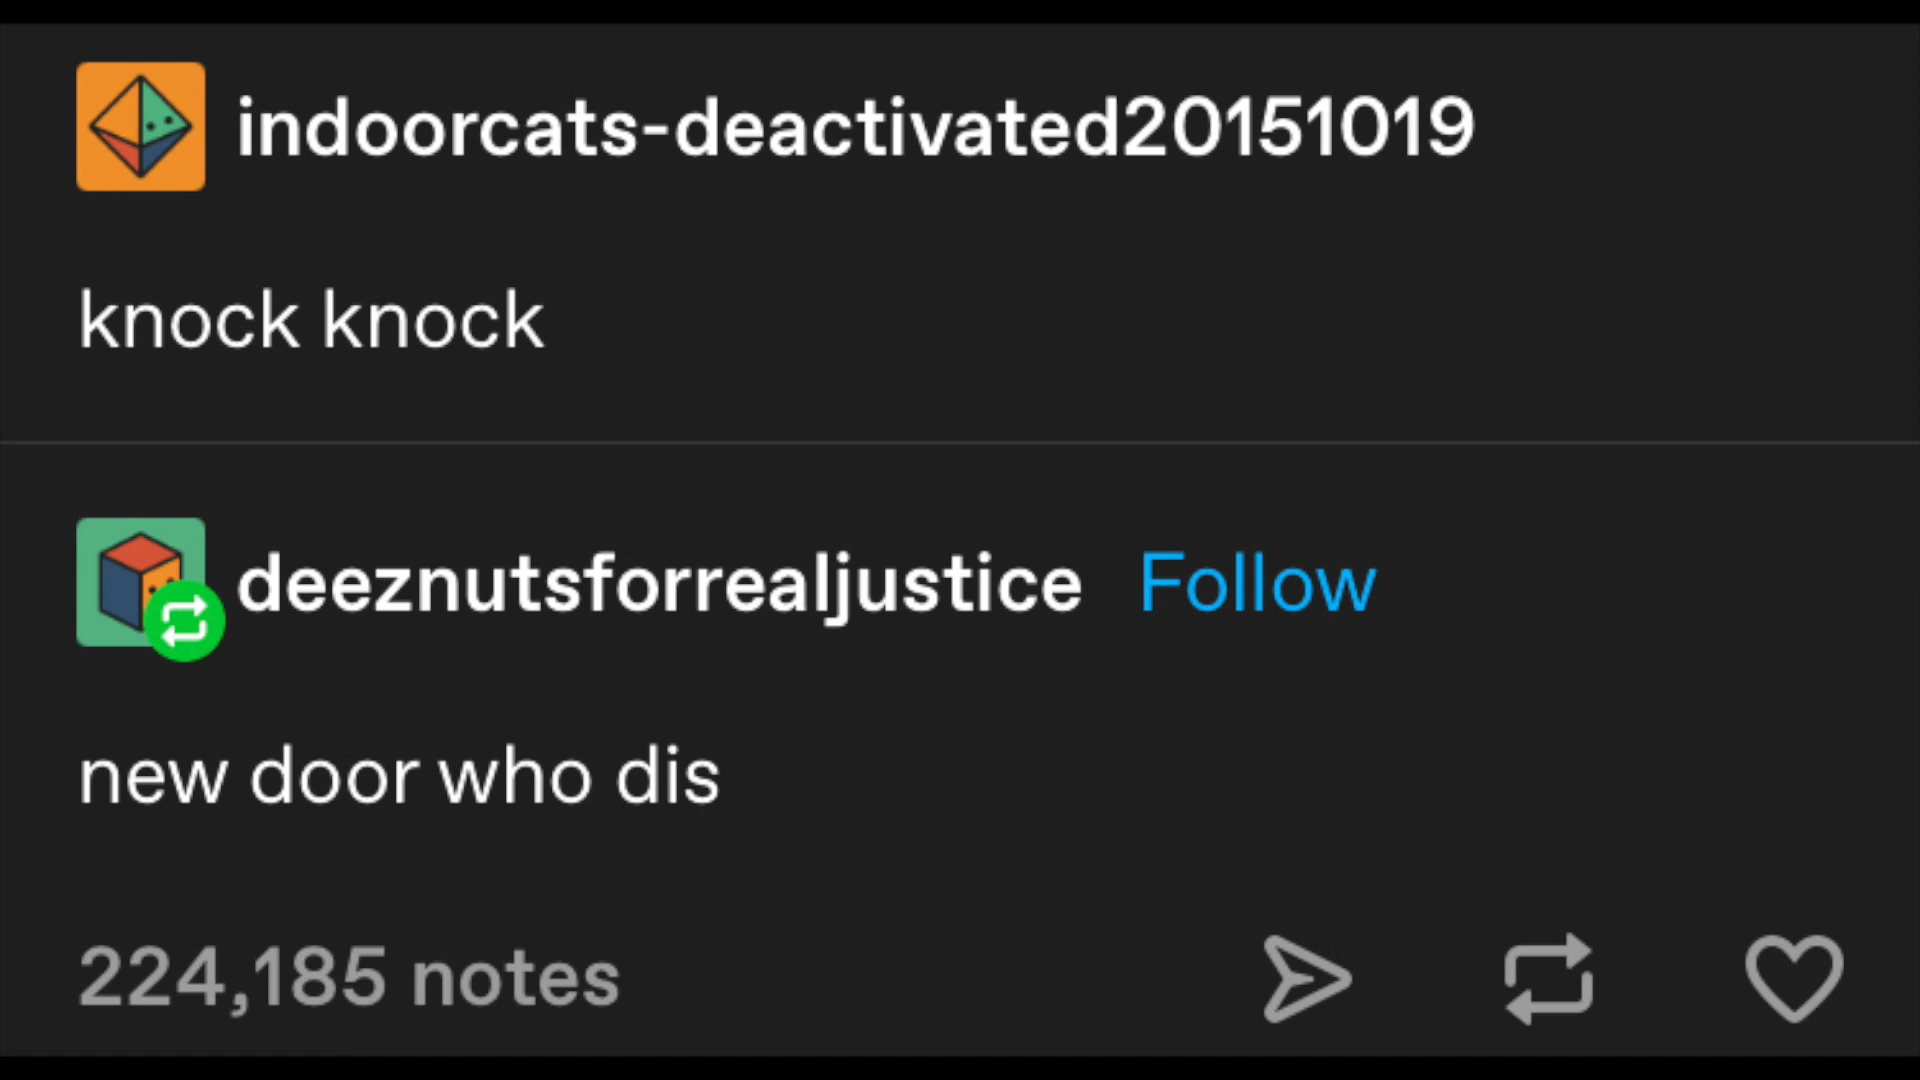 indoorcats-deactivated20151019
knock knock
deeznutsforrealjustice Follow
new door who dis
224,185 notes